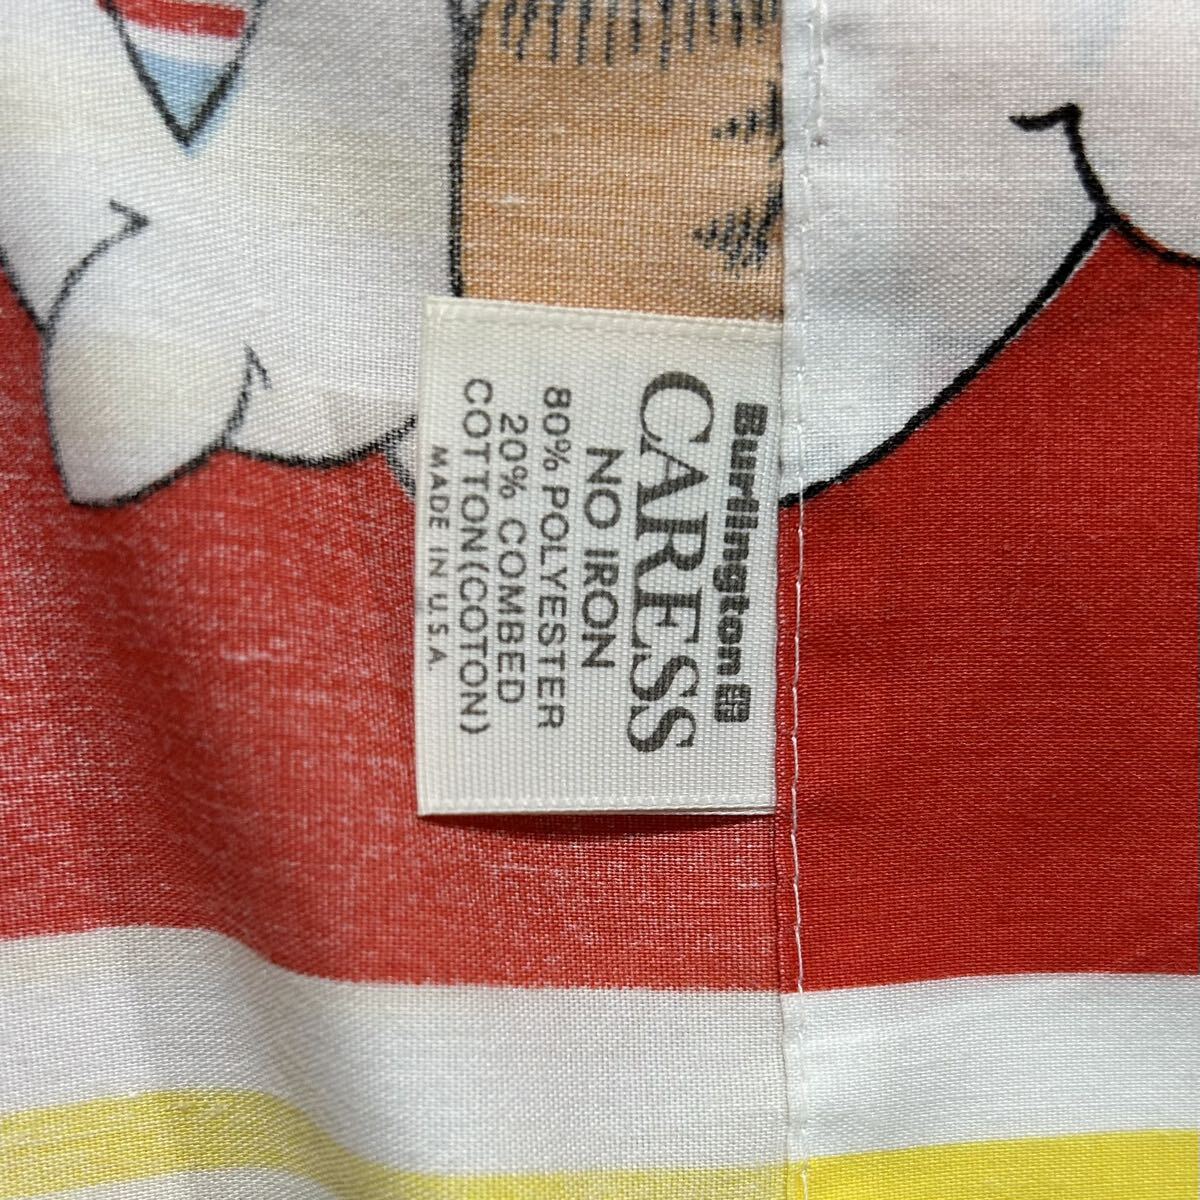 Burlington
CARESS
NO IRON
80% POLYESTER
20% COMBED
COTTON(COTON)
MADE IN U.S.A.